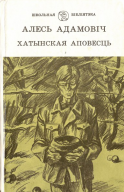 ШКОЛЬНАЯ
БІБЛІЯТЭКА
АЛЕСЬ АДАМОВІЧ
ХАТЫНСКАЯ АПОВЕСЦЬ